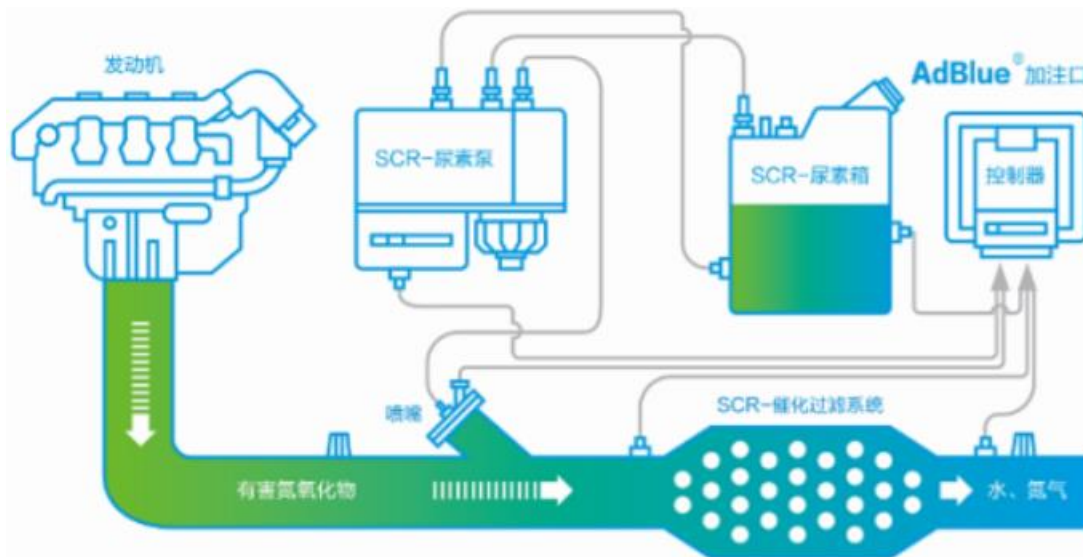 发动机
SCR-尿素泵
SCR-尿素箱
AdBlue® 加注口
控制器
喷嘴
SCR-催化过滤系统
有害氮氧化物
水、氮气